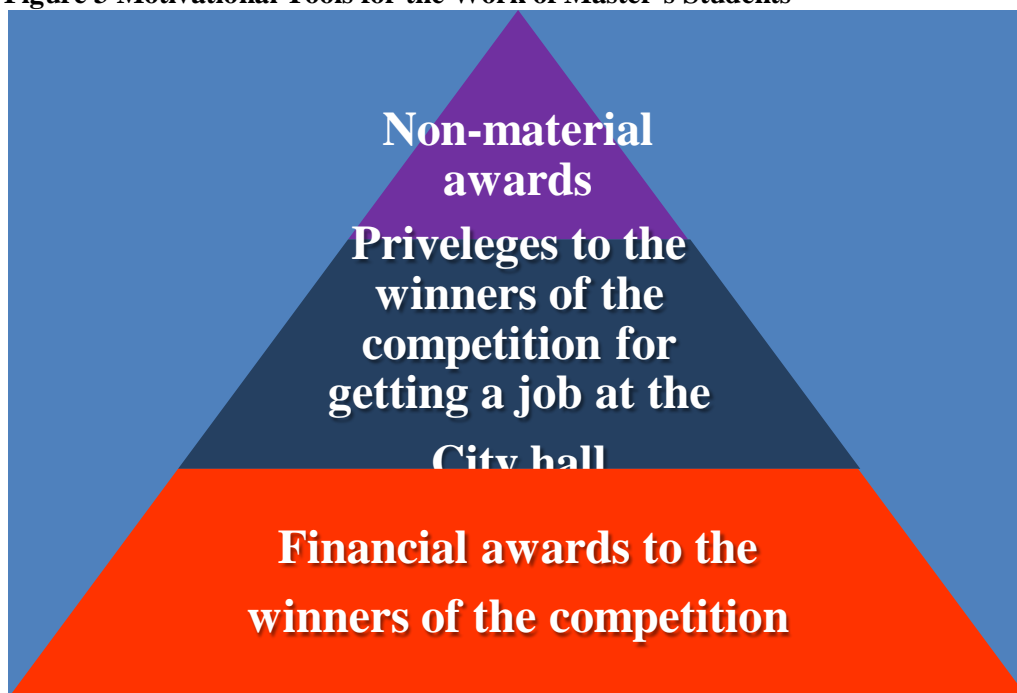 Figure 3 Motivational Tools for the Work of Master's Students
Non-material
awards
Priveleges to the
winners of the
competition for
getting a job at the
City hall
Financial awards to the
winners of the competition